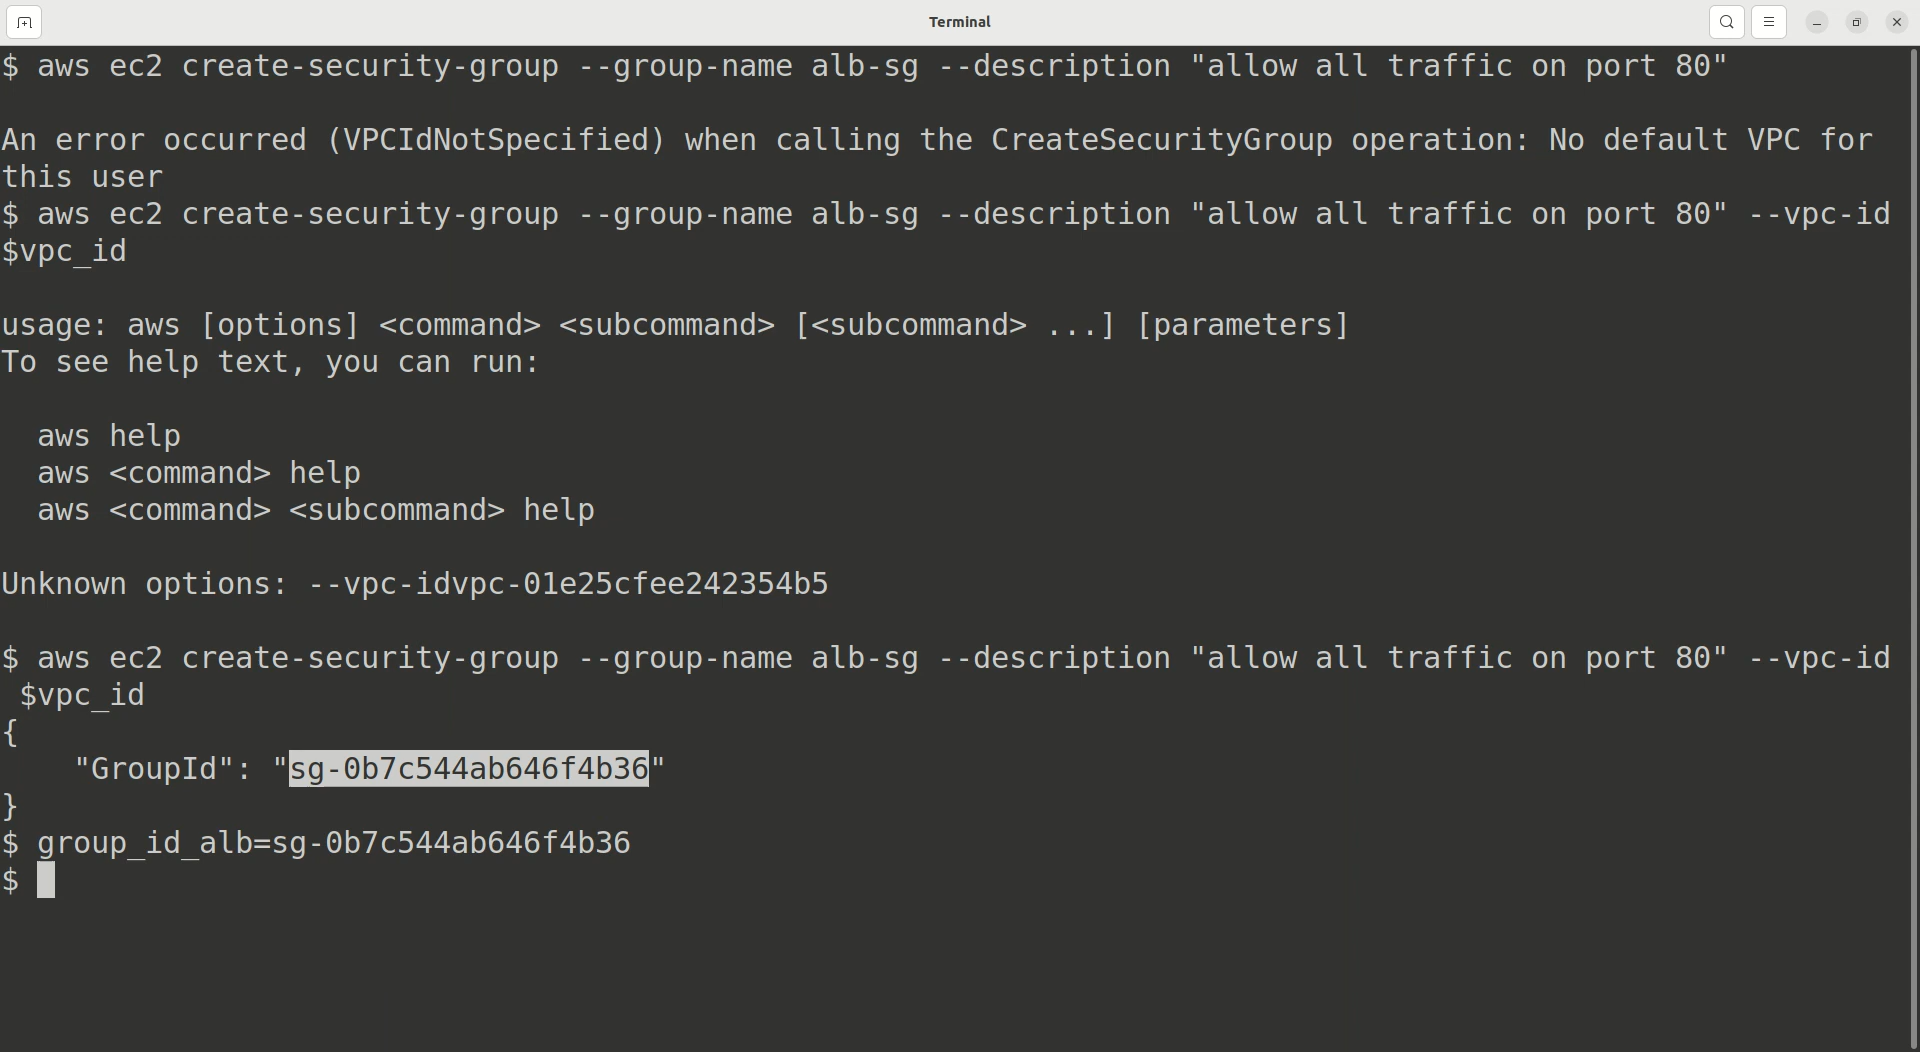 Terminal
$ aws ec2 create-security-group --group-name alb-sg --description "allow all traffic on port 80"
An error occurred (VPCIdNotSpecified) when calling the CreateSecurityGroup operation: No default VPC for
this user
$ aws ec2 create-security-group --group-name alb-sg --description "allow all traffic on port 80" --vpc-id
$vpc_id
usage: aws [options] <command> <subcommand> [<subcommand> ...] [parameters]
To see help text, you can run:
  aws help
  aws <command> help
  aws <command> <subcommand> help
Unknown options: --vpc-idvpc-01e25cfee242354b5
$ aws ec2 create-security-group --group-name alb-sg --description "allow all traffic on port 80" --vpc-id
 $vpc_id
{
    "GroupId": "sg-0b7c544ab646f4b36"
}
$ group_id_alb=sg-0b7c544ab646f4b36
$